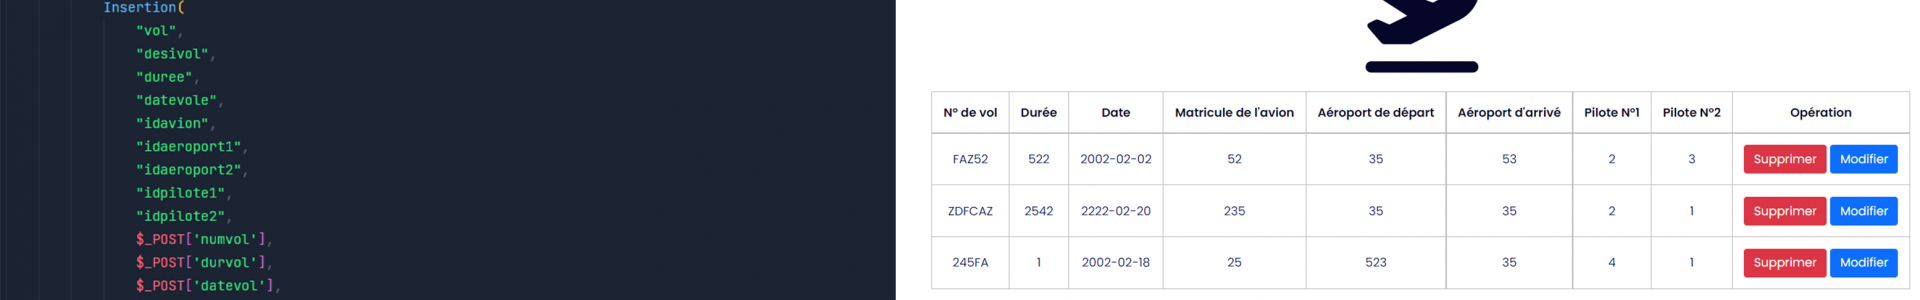 Insertion(
"vol",
"desivol",
"duree",
"datevole",
"idavion",
"idaeroport1",
"idaeroport2",
"idpilote1",
"idpilote2",
$_POST['numvol'],
$_POST['durvol'],
$_POST['datevol'],
N° de vol Durée Date Matricule de l'avion Aéroport de départ Aéroport d'arrivé Pilote N°1 Pilote N°2 Opération
FAZ52 522 2002-02-02 52 35 53 2 3 Supprimer Modifier
ZDFCAZ 2542 2222-02-20 235 35 35 2 1 Supprimer Modifier
245FA 1 2002-02-18 25 523 35 4 1 Supprimer Modifier